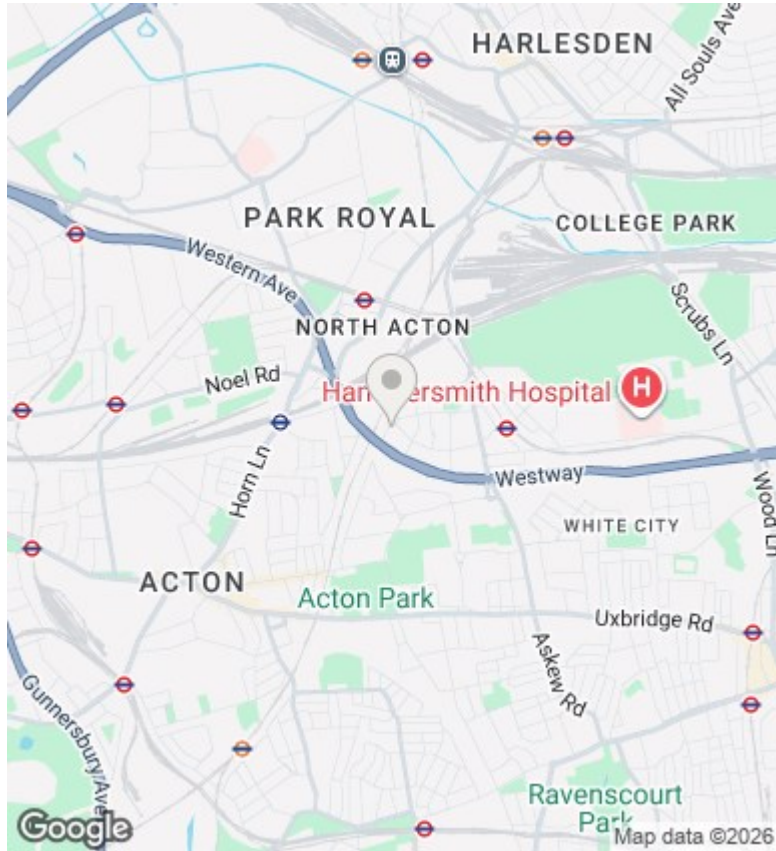 HARLESDEN
All Souls Ave
PARK ROYAL
COLLEGE PARK
Western Ave
Scrubs Ln
NORTH ACTON
Noel Rd
Hammersmith Hospital
H
Horn Ln
Westway
Wood Ln
WHITE CITY
ACTON
Acton Park
Uxbridge Rd
Askew Rd
Gunnersbury Ave
Ravenscourt
Park
Google
Map data ©2026